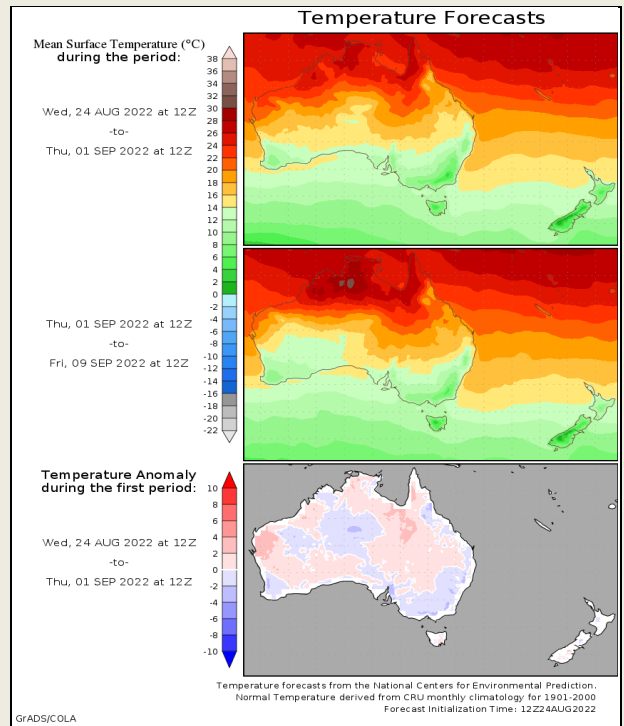 Temperature Forecasts
Mean Surface Temperature (°C)
during the period:
Wed, 24 AUG 2022 at 12Z
-to-
Thu, 01 SEP 2022 at 12Z
38
36
34
32
30
28
26
24
22
20
18
16
14
12
10
8
6
4
2
0
-2
-4
-6
-8
-10
-12
-14
-16
-18
-20
-22
Thu, 01 SEP 2022 at 12Z
-to-
Fri, 09 SEP 2022 at 12Z
Temperature Anomaly
during the first period:
Wed, 24 AUG 2022 at 12Z
-to-
Thu, 01 SEP 2022 at 12Z
10
8
6
4
2
0
-2
-4
-6
-8
-10
Temperature forecasts from the National Centers for Environmental Prediction.
Normal Temperature derived from CRU monthly climatology for 1901-2000
Forecast Initialization Time: 12Z24AUG2022
GrADS/COLA